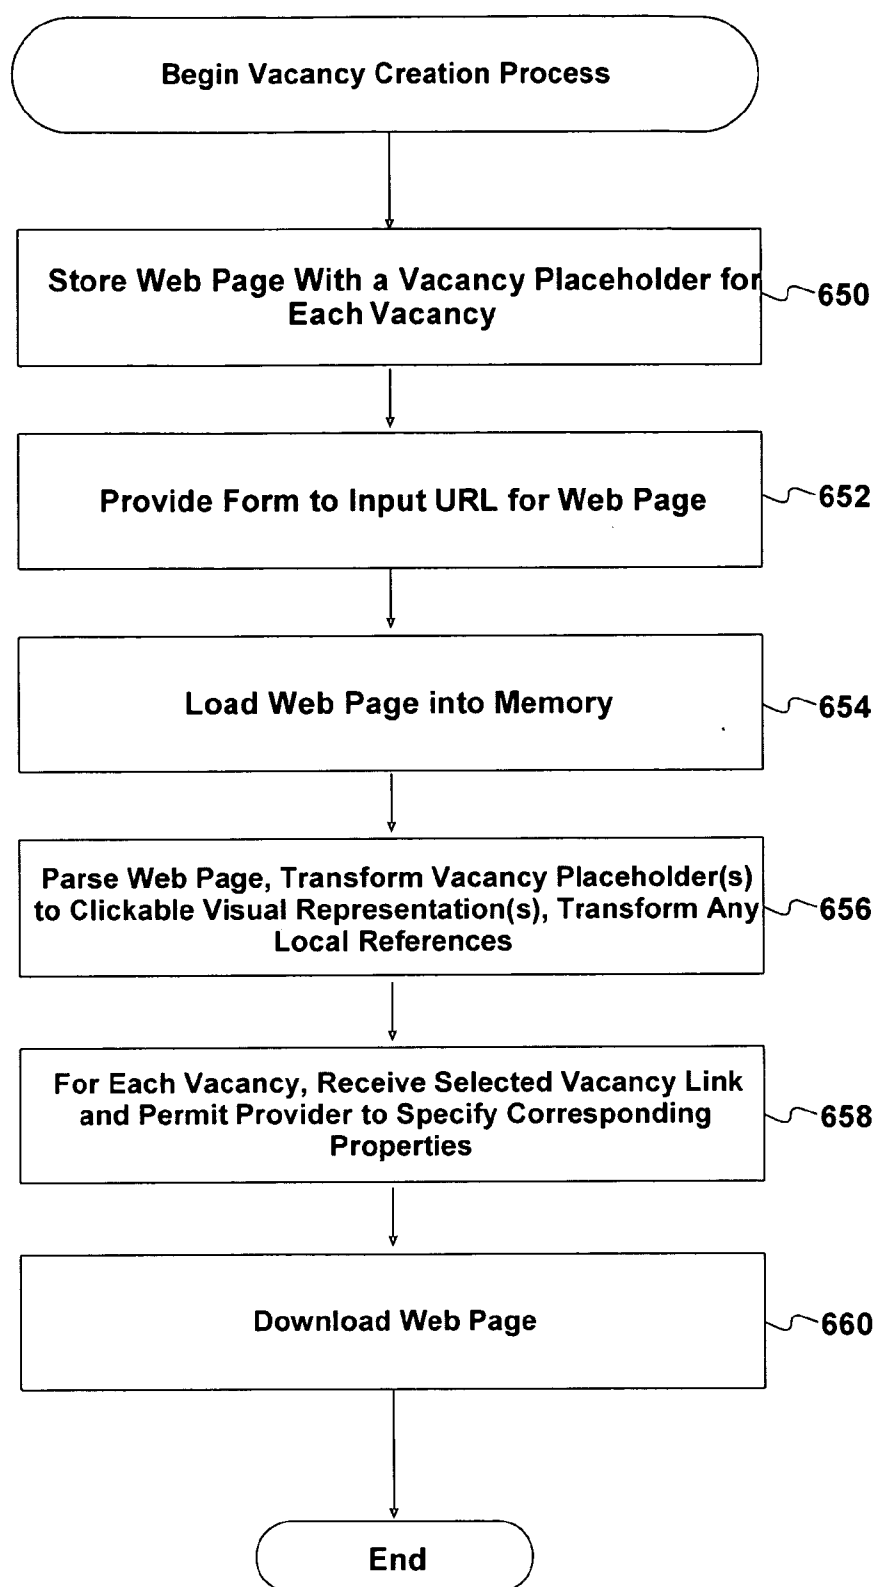 Begin Vacancy Creation Process
Store Web Page With a Vacancy Placeholder for
Each Vacancy
650
Provide Form to Input URL for Web Page
652
Load Web Page into Memory
654
Parse Web Page, Transform Vacancy Placeholder(s)
to Clickable Visual Representation(s), Transform Any
Local References
656
For Each Vacancy, Receive Selected Vacancy Link
and Permit Provider to Specify Corresponding
Properties
658
Download Web Page
660
End